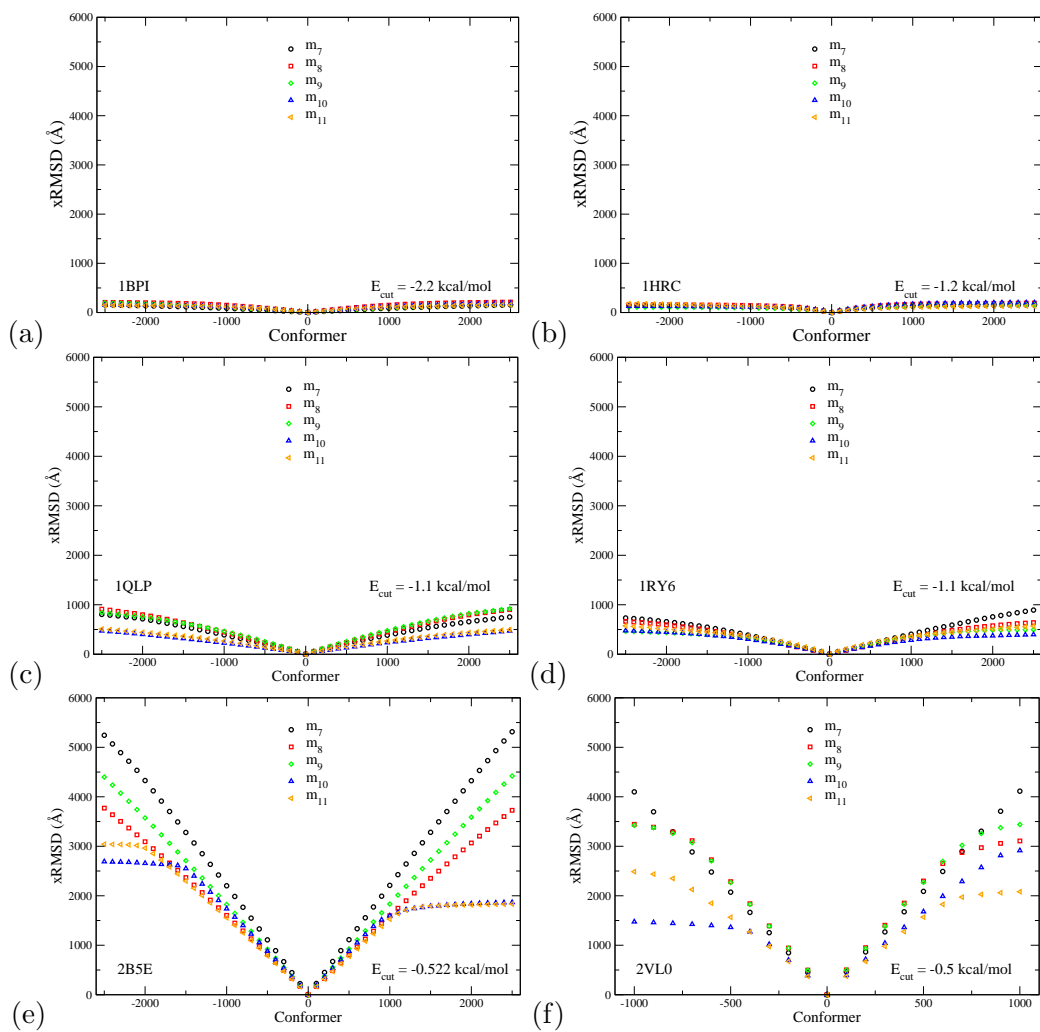 6000
5000
4000
3000
2000
1000
0
xRMSD (Å)
m7
m8
m9
m10
m11
1BPI
Ecut = -2.2 kcal/mol
-2000 -1000 0 1000 2000
Conformer
(a)
6000
5000
4000
3000
2000
1000
0
xRMSD (Å)
m7
m8
m9
m10
m11
1HRC
Ecut = -1.2 kcal/mol
-2000 -1000 0 1000 2000
Conformer
(b)
6000
5000
4000
3000
2000
1000
0
xRMSD (Å)
m7
m8
m9
m10
m11
1QLP
Ecut = -1.1 kcal/mol
-2000 -1000 0 1000 2000
Conformer
(c)
6000
5000
4000
3000
2000
1000
0
xRMSD (Å)
m7
m8
m9
m10
m11
1RY6
Ecut = -1.1 kcal/mol
-2000 -1000 0 1000 2000
Conformer
(d)
6000
5000
4000
3000
2000
1000
0
xRMSD (Å)
m7
m8
m9
m10
m11
2B5E
Ecut = -0.522 kcal/mol
-2000 -1000 0 1000 2000
Conformer
(e)
6000
5000
4000
3000
2000
1000
0
xRMSD (Å)
m7
m8
m9
m10
m11
2VL0
Ecut = -0.5 kcal/mol
-1000 -500 0 500 1000
Conformer
(f)